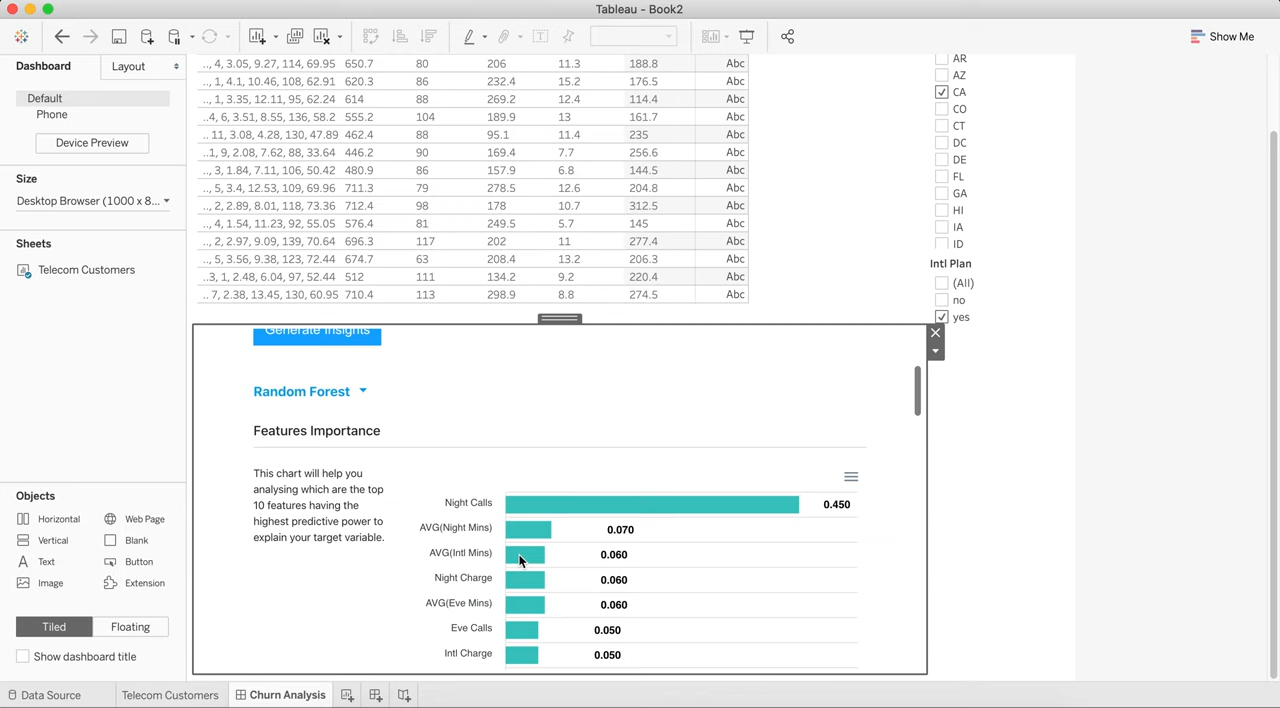 Tableau - Book2
Show Me
Dashboard
Layout
Default
Phone
Device Preview
Size
Desktop Browser (1000 x 8...
Sheets
Telecom Customers
Objects
Horizontal
Web Page
Vertical
Blank
Text
Button
Image
Extension
Tiled
Floating
Show dashboard title
.., 4, 3.05, 9.27, 114, 69.95 650.7 80 206 11.3 188.8 Abc
.., 1, 4.1, 10.46, 108, 62.91 620.3 86 232.4 15.2 176.5 Abc
.., 1, 3.35, 12.11, 95, 62.24 614 88 269.2 12.4 114.4 Abc
..4, 6, 3.51, 8.55, 136, 58.2 555.2 104 189.9 13 161.7 Abc
.. 11, 3.08, 4.28, 130, 47.89 462.4 88 95.1 11.4 235 Abc
..1, 9, 2.08, 7.62, 88, 33.64 446.2 90 169.4 7.7 256.6 Abc
.., 3, 1.84, 7.11, 106, 50.42 480.9 86 157.9 6.8 144.5 Abc
.., 5, 3.4, 12.53, 109, 69.96 711.3 79 278.5 12.6 204.8 Abc
.., 2, 2.89, 8.01, 118, 73.36 712.4 98 178 10.7 312.5 Abc
.., 4, 1.54, 11.23, 92, 55.05 576.4 81 249.5 5.7 145 Abc
.., 2, 2.97, 9.09, 139, 70.64 696.3 117 202 11 277.4 Abc
.., 5, 3.56, 9.38, 123, 72.44 674.7 63 208.4 13.2 206.3 Abc
..3, 1, 2.48, 6.04, 97, 52.44 512 111 134.2 9.2 220.4 Abc
.. 7, 2.38, 13.45, 130, 60.95 710.4 113 298.9 8.8 274.5 Abc
AR
AZ
CA
CO
CT
DC
DE
FL
GA
HI
IA
ID
Intl Plan
(All)
no
yes
Generate Insights
Random Forest
Features Importance
This chart will help you
analysing which are the top
10 features having the
highest predictive power to
explain your target variable.
Night Calls 0.450
AVG(Night Mins) 0.070
AVG(Intl Mins) 0.060
Night Charge 0.060
AVG(Eve Mins) 0.060
Eve Calls 0.050
Intl Charge 0.050
Data Source
Telecom Customers
Churn Analysis